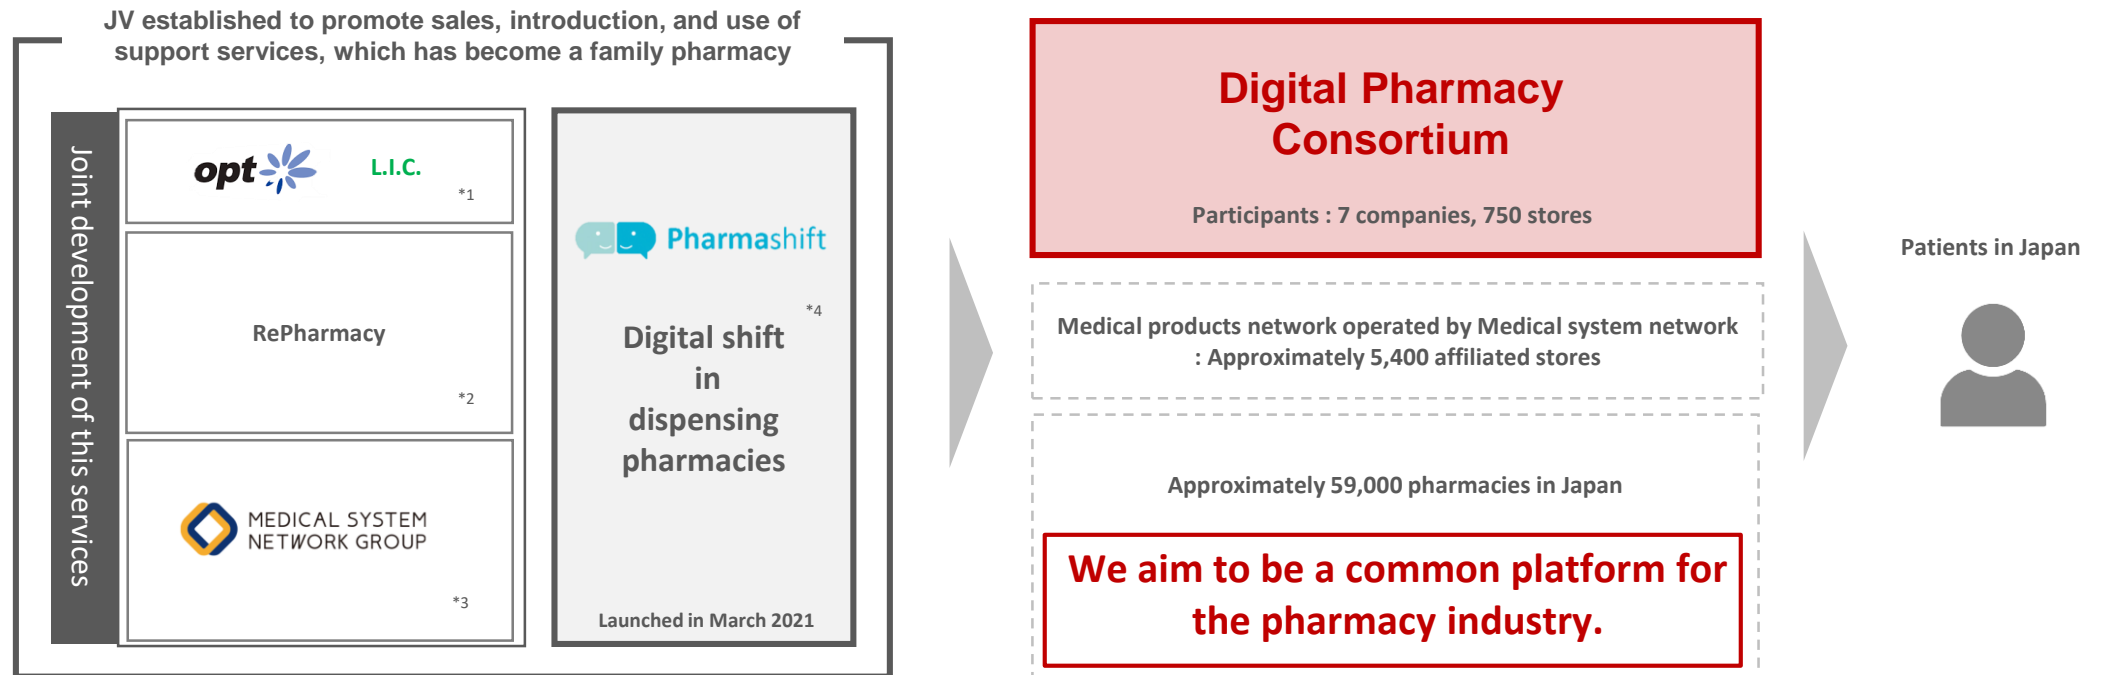 JV established to promote sales, introduction, and use of
support services, which has become a family pharmacy
Joint development of this services
opt
L.I.C.
*1
RePharmacy
*2
MEDICAL SYSTEM
NETWORK GROUP
*3
Pharmashift
*4
Digital shift
in
dispensing
pharmacies
Launched in March 2021
Digital Pharmacy
Consortium
Participants : 7 companies, 750 stores
Medical products network operated by Medical system network
: Approximately 5,400 affiliated stores
Approximately 59,000 pharmacies in Japan
We aim to be a common platform for
the pharmacy industry.
Patients in Japan